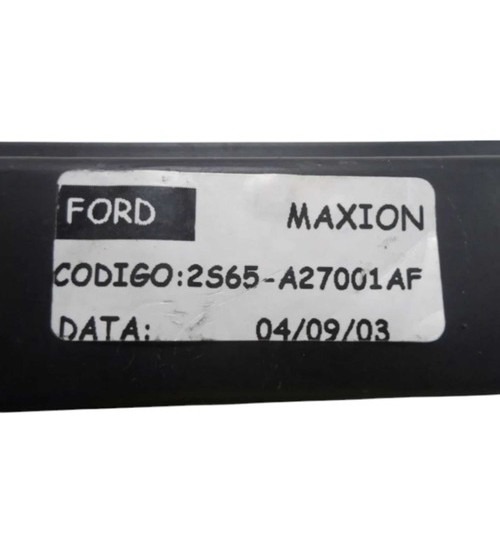 FORD MAXION
CODIGO:2S65-A27001AF
DATA: 04/09/03